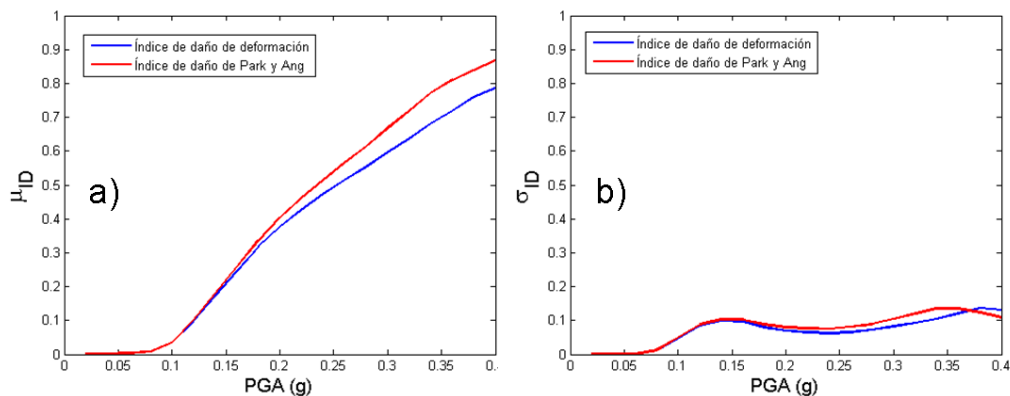 1
0.9
0.8
0.7
0.6
0.5
0.4
0.3
0.2
0.1
0
μID
a)
Índice de daño de deformación
Índice de daño de Park y Ang
0 0.05 0.1 0.15 0.2 0.25 0.3 0.35 0.4
PGA (g)
1
0.9
0.8
0.7
0.6
0.5
0.4
0.3
0.2
0.1
0
σID
b)
Índice de daño de deformación
Índice de daño de Park y Ang
0 0.05 0.1 0.15 0.2 0.25 0.3 0.35 0.4
PGA (g)